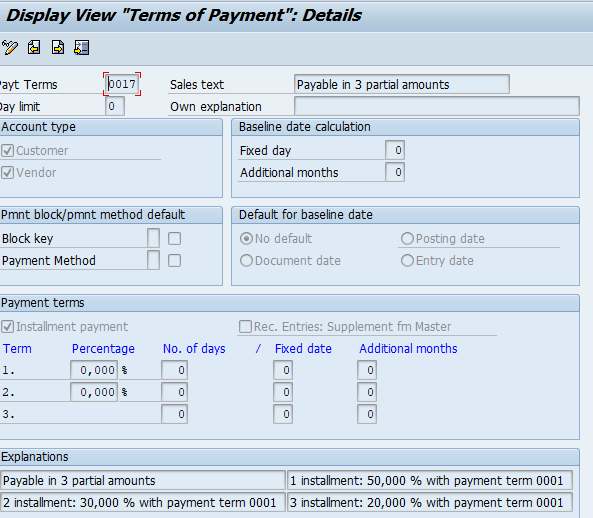 Display View "Terms of Payment": Details
Payt Terms 0017 Sales text Payable in 3 partial amounts
Day limit 0 Own explanation
Account type Baseline date calculation
Customer Fixed day 0
Vendor Additional months 0
Pmnt block/pmnt method default Default for baseline date
Block key No default Posting date
Payment Method Document date Entry date
Payment terms
Installment payment Rec. Entries: Supplement fm Master
Term Percentage No. of days / Fixed date Additional months
1. 0,000 % 0 0 0
2. 0,000 % 0 0 0
3. 0 0 0
Explanations
Payable in 3 partial amounts 1 installment: 50,000 % with payment term 0001
2 installment: 30,000 % with payment term 0001 3 installment: 20,000 % with payment term 0001